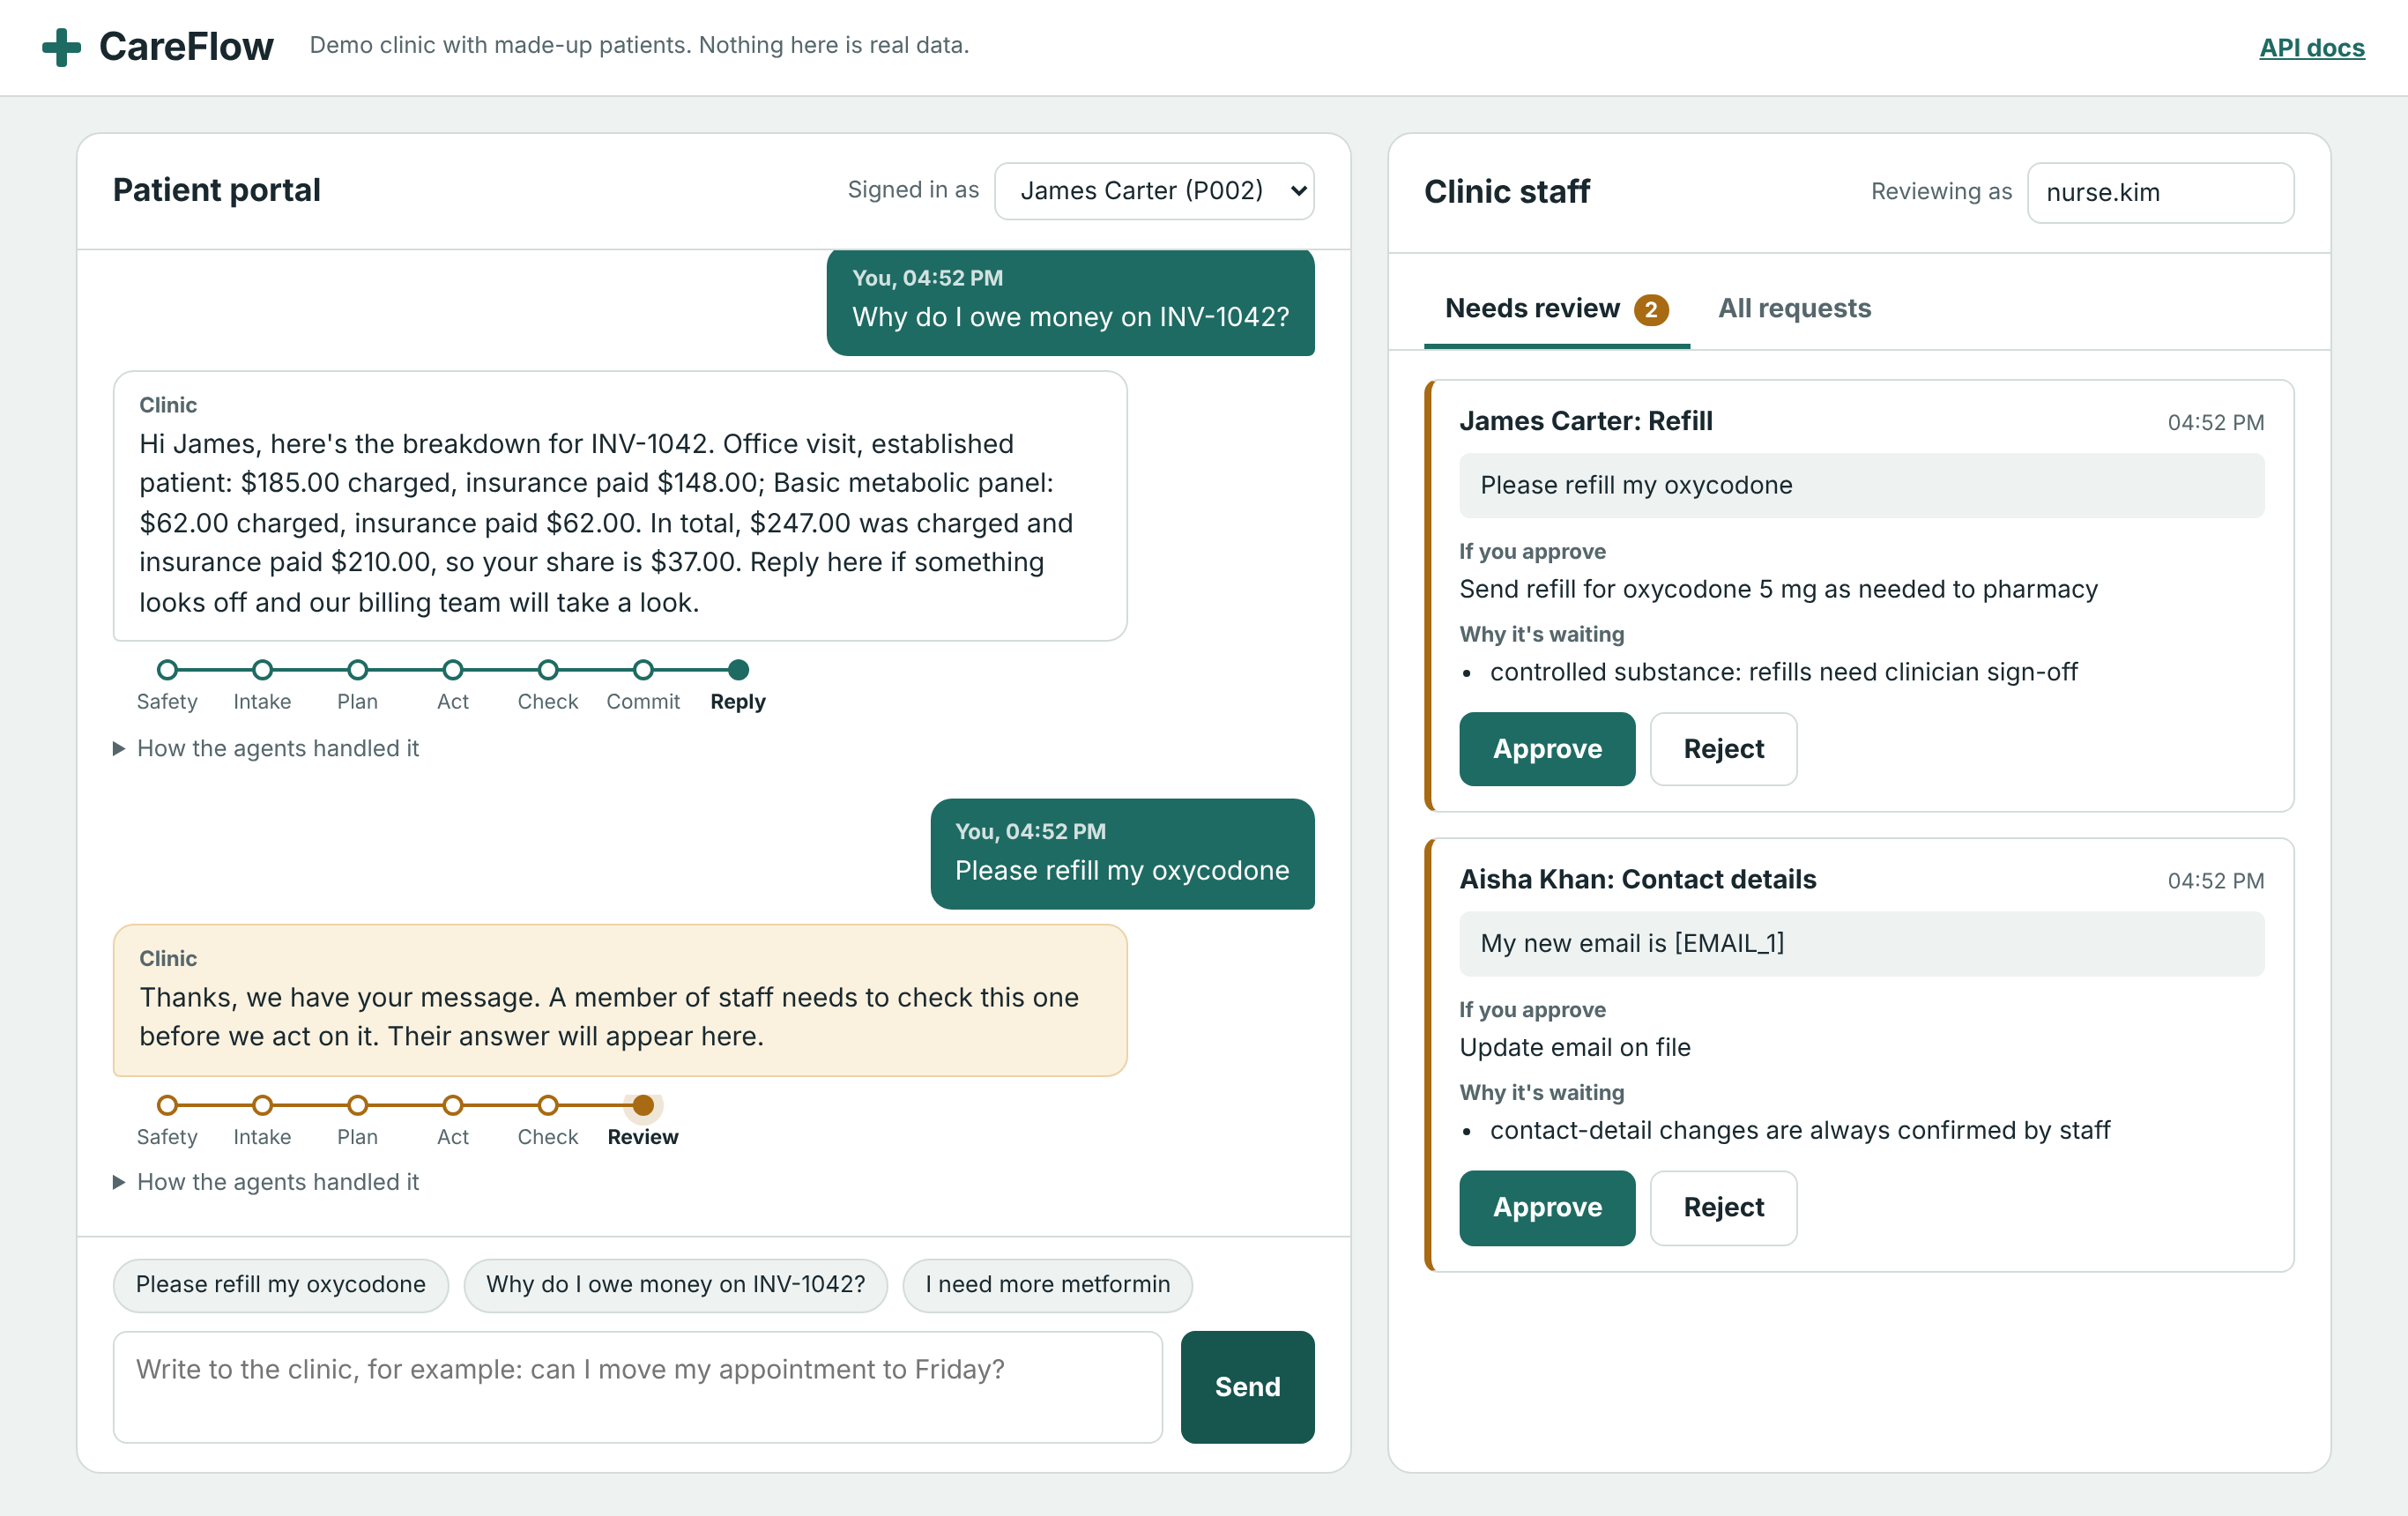 CareFlow
Demo clinic with made-up patients. Nothing here is real data.
API docs
Patient portal
Signed in as
James Carter (P002)
You, 04:52 PM
Why do I owe money on INV-1042?
Clinic
Hi James, here's the breakdown for INV-1042. Office visit, established
patient: $185.00 charged, insurance paid $148.00; Basic metabolic panel:
$62.00 charged, insurance paid $62.00. In total, $247.00 was charged and
insurance paid $210.00, so your share is $37.00. Reply here if something
looks off and our billing team will take a look.
Safety Intake Plan Act Check Commit Reply
How the agents handled it
You, 04:52 PM
Please refill my oxycodone
Clinic
Thanks, we have your message. A member of staff needs to check this one
before we act on it. Their answer will appear here.
Safety Intake Plan Act Check Review
How the agents handled it
Please refill my oxycodone
Why do I owe money on INV-1042?
I need more metformin
Write to the clinic, for example: can I move my appointment to Friday?
Send
Clinic staff
Reviewing as
nurse.kim
Needs review 2
All requests
James Carter: Refill
04:52 PM
Please refill my oxycodone
If you approve
Send refill for oxycodone 5 mg as needed to pharmacy
Why it's waiting
• controlled substance: refills need clinician sign-off
Approve
Reject
Aisha Khan: Contact details
04:52 PM
My new email is [EMAIL_1]
If you approve
Update email on file
Why it's waiting
• contact-detail changes are always confirmed by staff
Approve
Reject